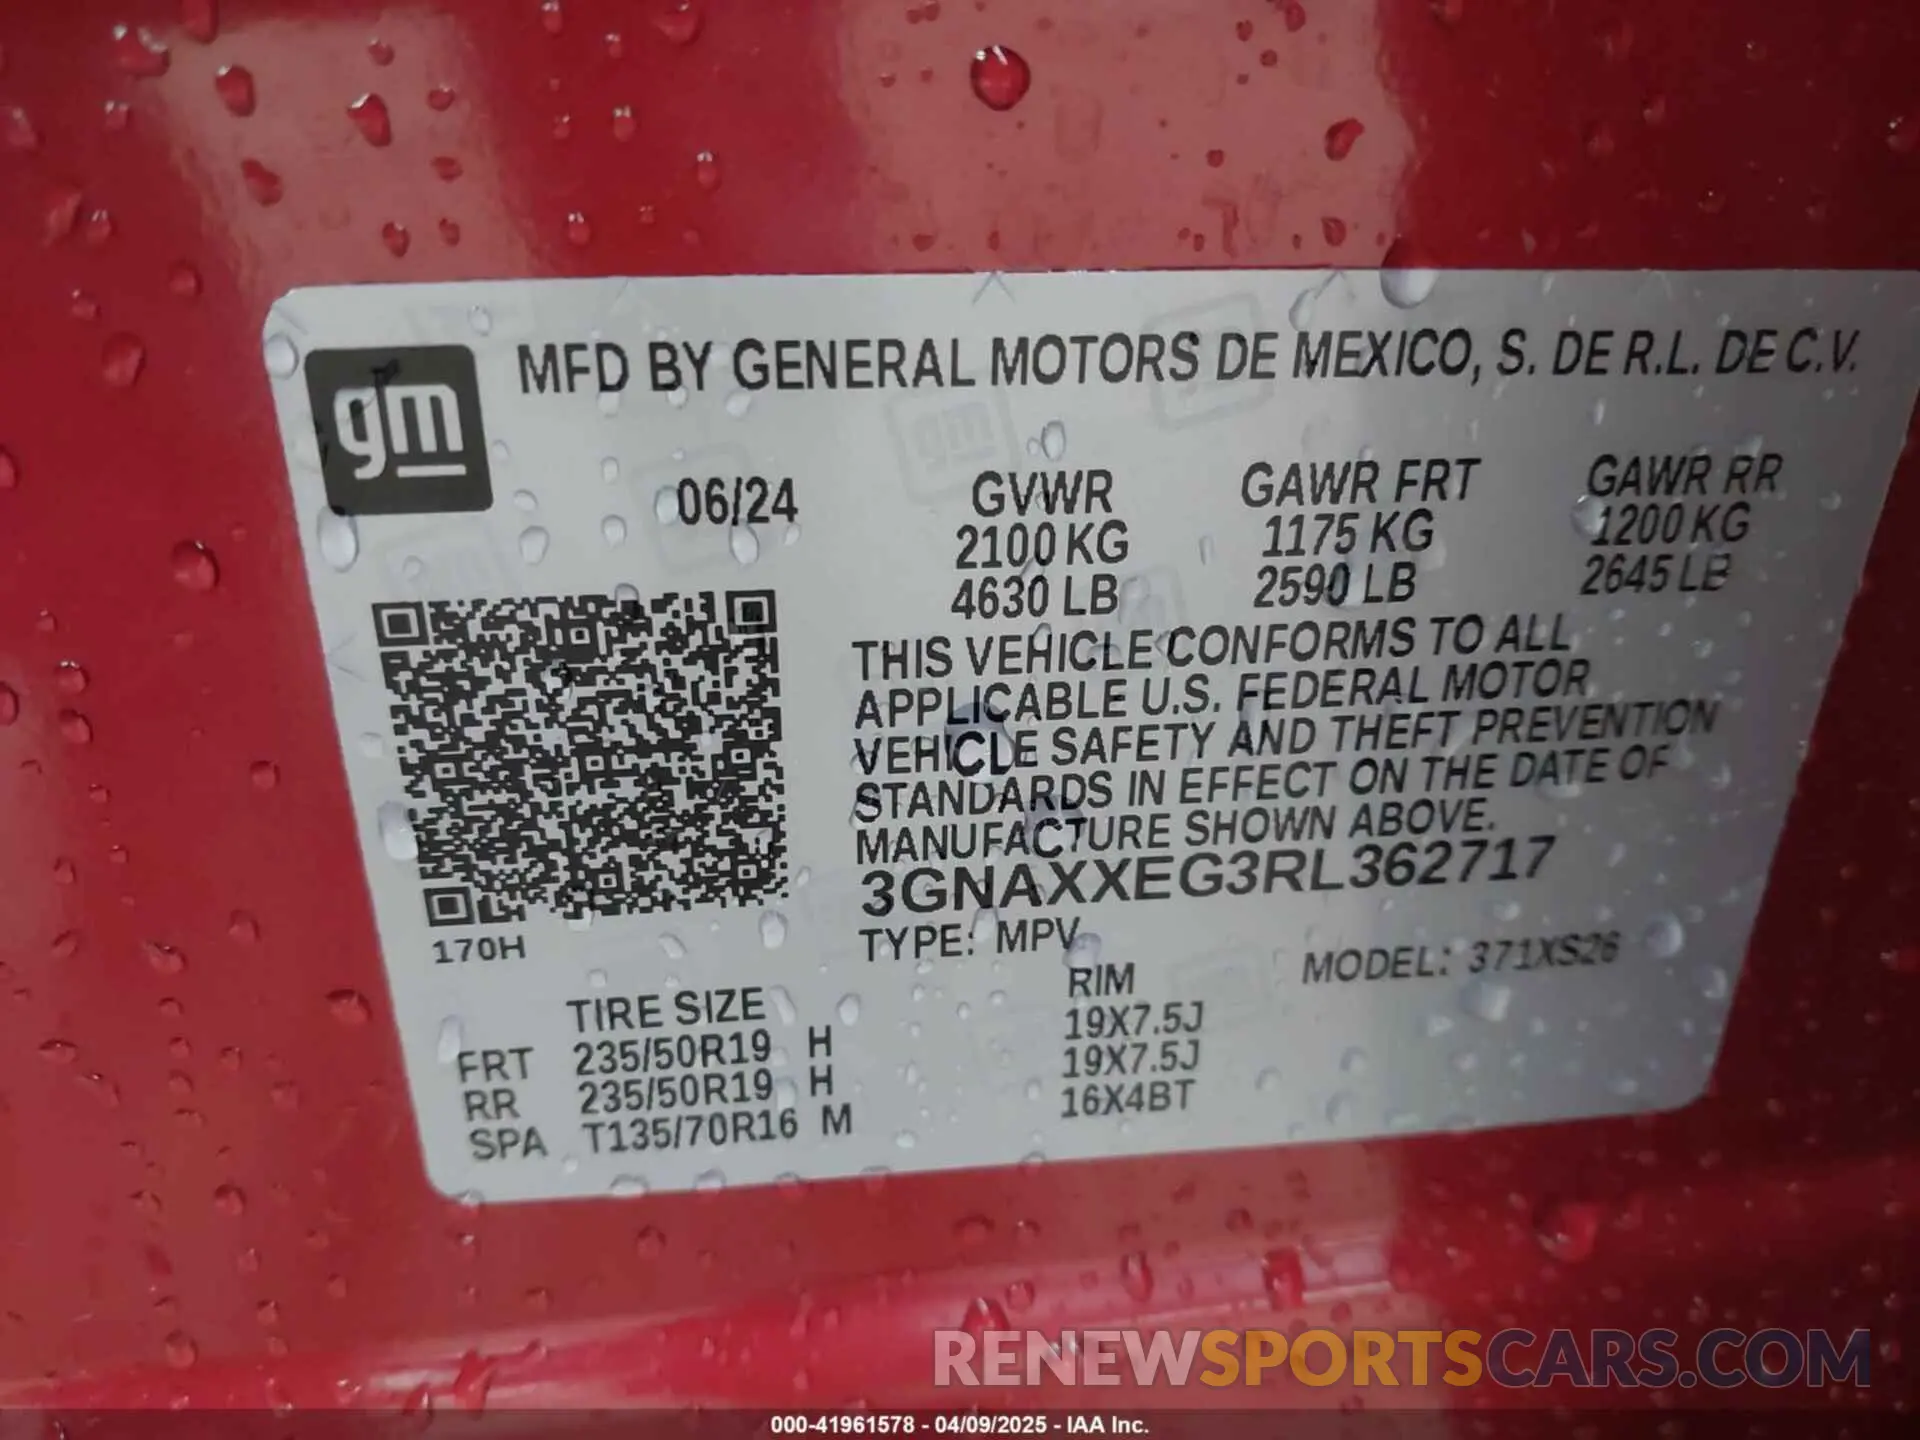 gm
MFD BY GENERAL MOTORS DE MEXICO, S. DE R.L. DE C.V.
06/24 GVWR GAWR FRT GAWR RR
2100 KG 1175 KG 1200 KG
4630 LB 2590 LB 2645 LB
THIS VEHICLE CONFORMS TO ALL
APPLICABLE U.S. FEDERAL MOTOR
VEHICLE SAFETY AND THEFT PREVENTION
STANDARDS IN EFFECT ON THE DATE OF
MANUFACTURE SHOWN ABOVE.
3GNAXXEG3RL362717
170H
TYPE: MPV MODEL: 371XS26
TIRE SIZE RIM
FRT 235/50R19 H 19X7.5J
RR 235/50R19 H 19X7.5J
SPA T135/70R16 M 16X4BT
RENEWSPORTSCARS.COM
000-41961578 - 04/09/2025 - IAA Inc.